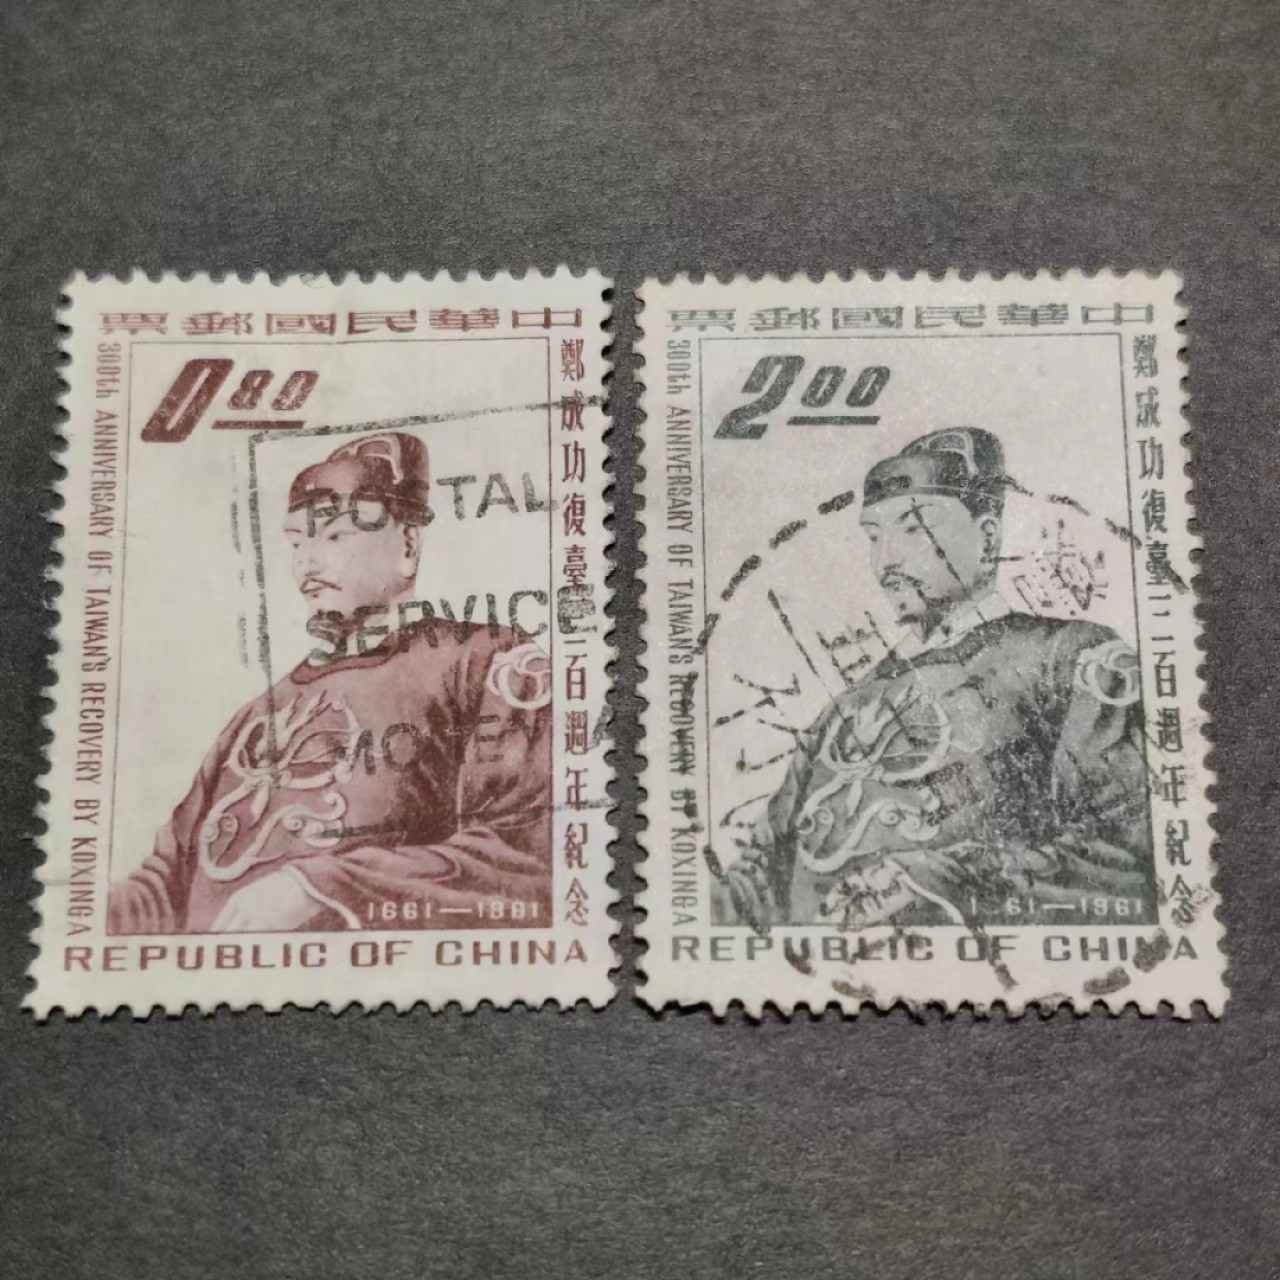 中華民國郵票
0.80
300th ANNIVERSARY OF TAIWAN'S RECOVERY BY KOXINGA
鄭成功復臺三百週年紀念
POSTAL
SERVICE
MONEY
1661—1961
REPUBLIC OF CHINA
中華民國郵票
2.00
300th ANNIVERSARY OF TAIWAN'S RECOVERY BY KOXINGA
鄭成功復臺三百週年紀念
1661—1961
REPUBLIC OF CHINA